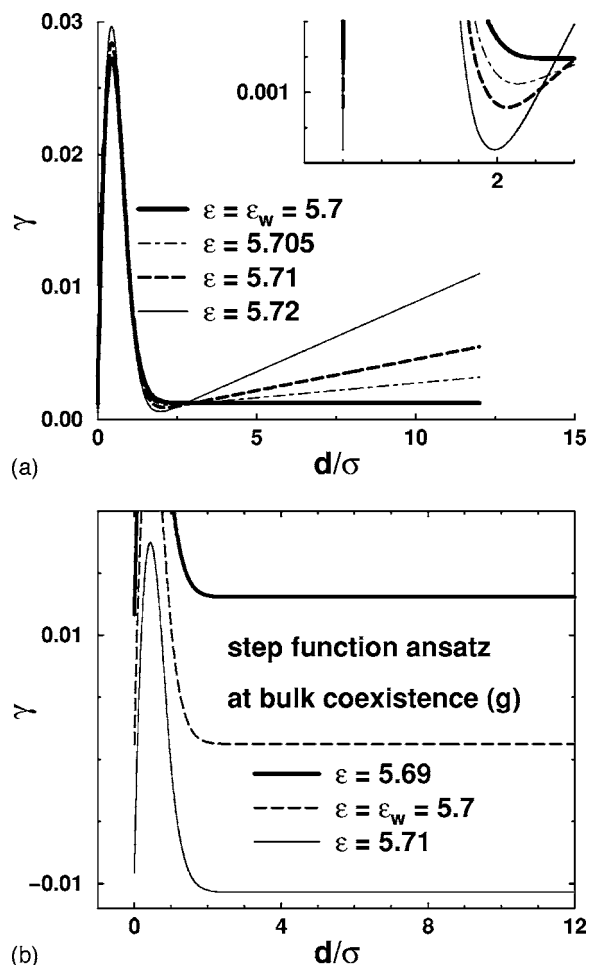 0.03
0.02
0.01
0.00
γ
0.001
2
ε = ε_w = 5.7
ε = 5.705
ε = 5.71
ε = 5.72
0
5
10
15
(a)
d/σ
0.01
−0.01
γ
step function ansatz
at bulk coexistence (g)
ε = 5.69
ε = ε_w = 5.7
ε = 5.71
0
4
8
12
(b)
d/σ